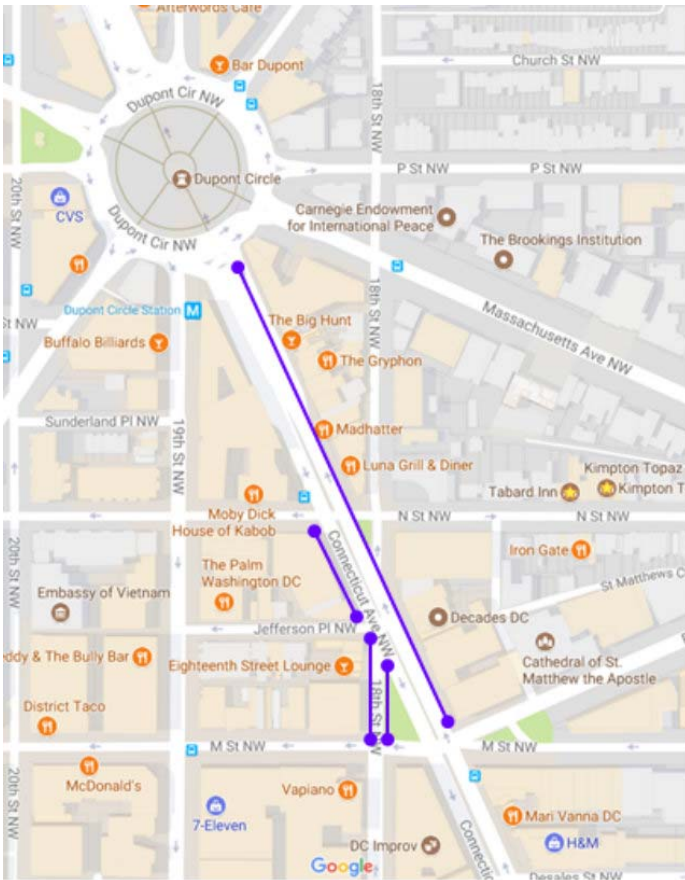 Afterwords Cafe
Bar Dupont
Church St NW
Dupont Cir NW
18th St NW
P St NW
P St NW
Dupont Circle
20th St NW
CVS
Carnegie Endowment
for International Peace
The Brookings Institution
Dupont Cir NW
18th St NW
Dupont Circle Station
M
Massachusetts Ave NW
St NW
The Big Hunt
Buffalo Billiards
The Gryphon
Sunderland Pl NW
19th St NW
Madhatter
Luna Grill & Diner
Kimpton Topaz
Tabard Inn
Kimpton T
Moby Dick
House of Kabob
N St NW
N St NW
20th St NW
Connecticut Ave NW
Iron Gate
The Palm
Washington DC
St Matthews C
Embassy of Vietnam
Decades DC
Jefferson Pl NW
eddy & The Bully Bar
Eighteenth Street Lounge
Cathedral of St.
Matthew the Apostle
18th St NW
District Taco
M St NW
M St NW
20th St NW
McDonald's
Vapiano
7-Eleven
Mari Vanna DC
DC Improv
Connecti
H&M
Google
Desales St NW